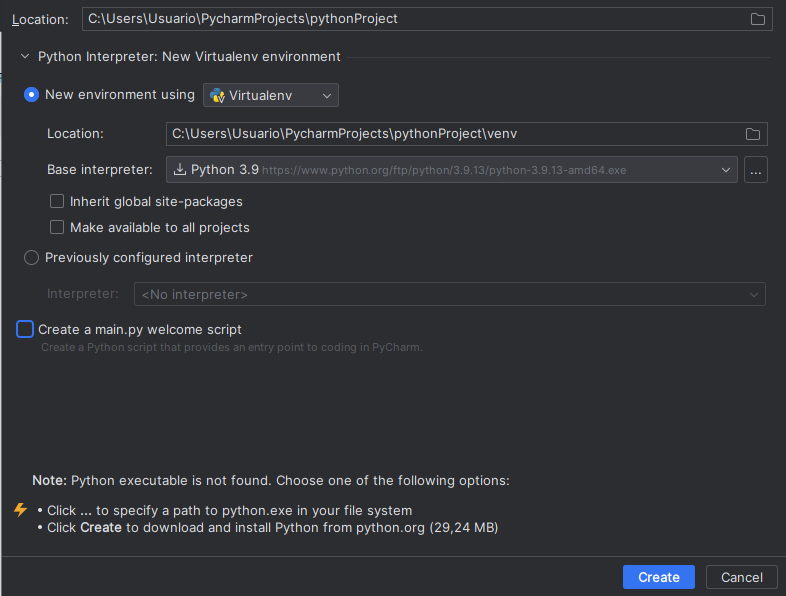 Location: C:\Users\Usuario\PycharmProjects\pythonProject
Python Interpreter: New Virtualenv environment
New environment using Virtualenv
Location: C:\Users\Usuario\PycharmProjects\pythonProject\venv
Base interpreter: Python 3.9 https://www.python.org/ftp/python/3.9.13/python-3.9.13-amd64.exe ...
Inherit global site-packages
Make available to all projects
Previously configured interpreter
Interpreter: <No interpreter>
Create a main.py welcome script
Create a Python script that provides an entry point to coding in PyCharm.
Note: Python executable is not found. Choose one of the following options:
• Click ... to specify a path to python.exe in your file system
• Click Create to download and install Python from python.org (29,24 MB)
Create Cancel